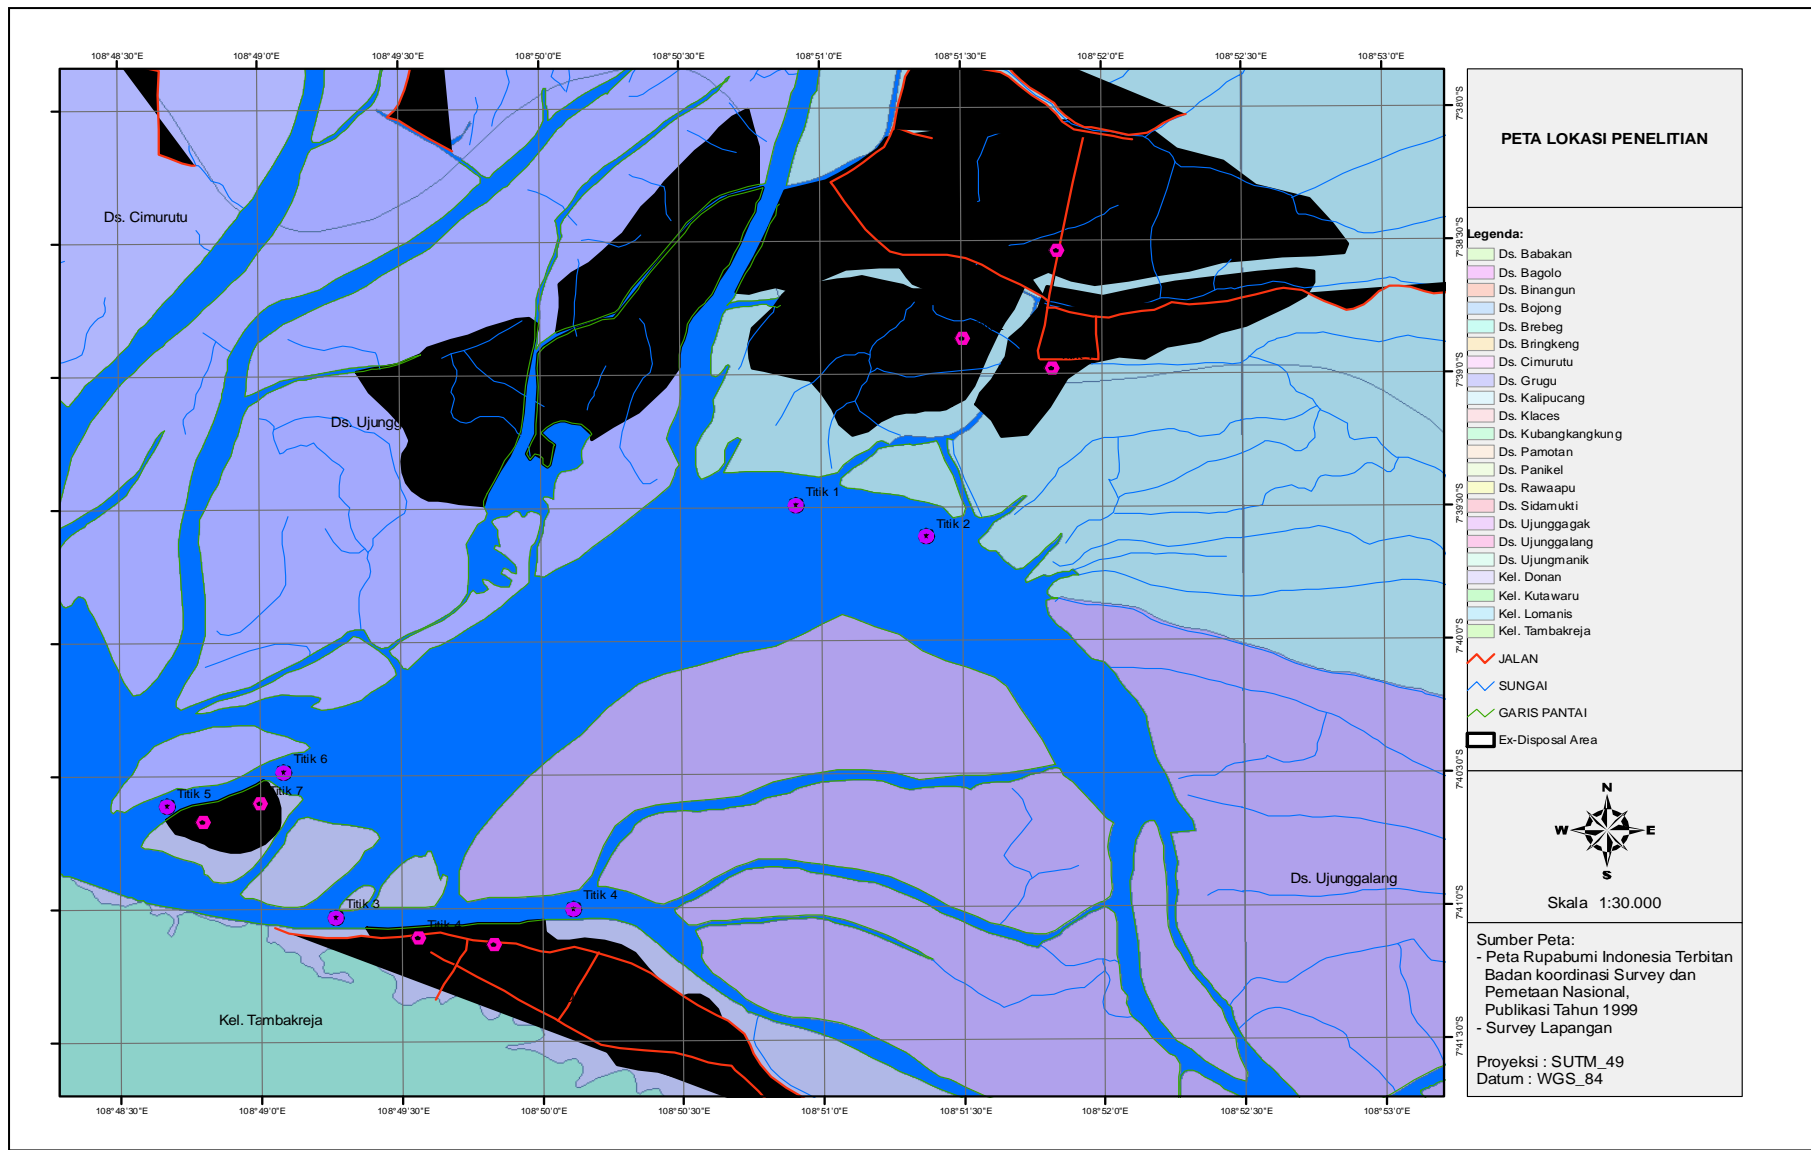 108°48'30"E 108°49'0"E 108°49'30"E 108°50'0"E 108°50'30"E 108°51'0"E 108°51'30"E 108°52'0"E 108°52'30"E 108°53'0"E
7°38'0"S
7°38'30"S
7°39'0"S
7°39'30"S
7°40'0"S
7°40'30"S
7°41'0"S
7°41'30"S
Ds. Cimurutu
Ds. Ujungg
Titik 1
Titik 2
Titik 6
Titik 5
Titik 7
Titik 3
Titik 4
Titik 4
Ds. Ujunggalang
Kel. Tambakreja
108°48'30"E 108°49'0"E 108°49'30"E 108°50'0"E 108°50'30"E 108°51'0"E 108°51'30"E 108°52'0"E 108°52'30"E 108°53'0"E
PETA LOKASI PENELITIAN
Legenda:
Ds. Babakan
Ds. Bagolo
Ds. Binangun
Ds. Bojong
Ds. Brebeg
Ds. Bringkeng
Ds. Cimurutu
Ds. Grugu
Ds. Kalipucang
Ds. Klaces
Ds. Kubangkangkung
Ds. Pamotan
Ds. Panikel
Ds. Rawaapu
Ds. Sidamukti
Ds. Ujunggagak
Ds. Ujunggalang
Ds. Ujungmanik
Kel. Donan
Kel. Kutawaru
Kel. Lomanis
Kel. Tambakreja
JALAN
SUNGAI
GARIS PANTAI
Ex-Disposal Area
N
W E
S
Skala 1:30.000
Sumber Peta:
- Peta Rupabumi Indonesia Terbitan
Badan koordinasi Survey dan
Pemetaan Nasional,
Publikasi Tahun 1999
- Survey Lapangan
Proyeksi : SUTM_49
Datum : WGS_84